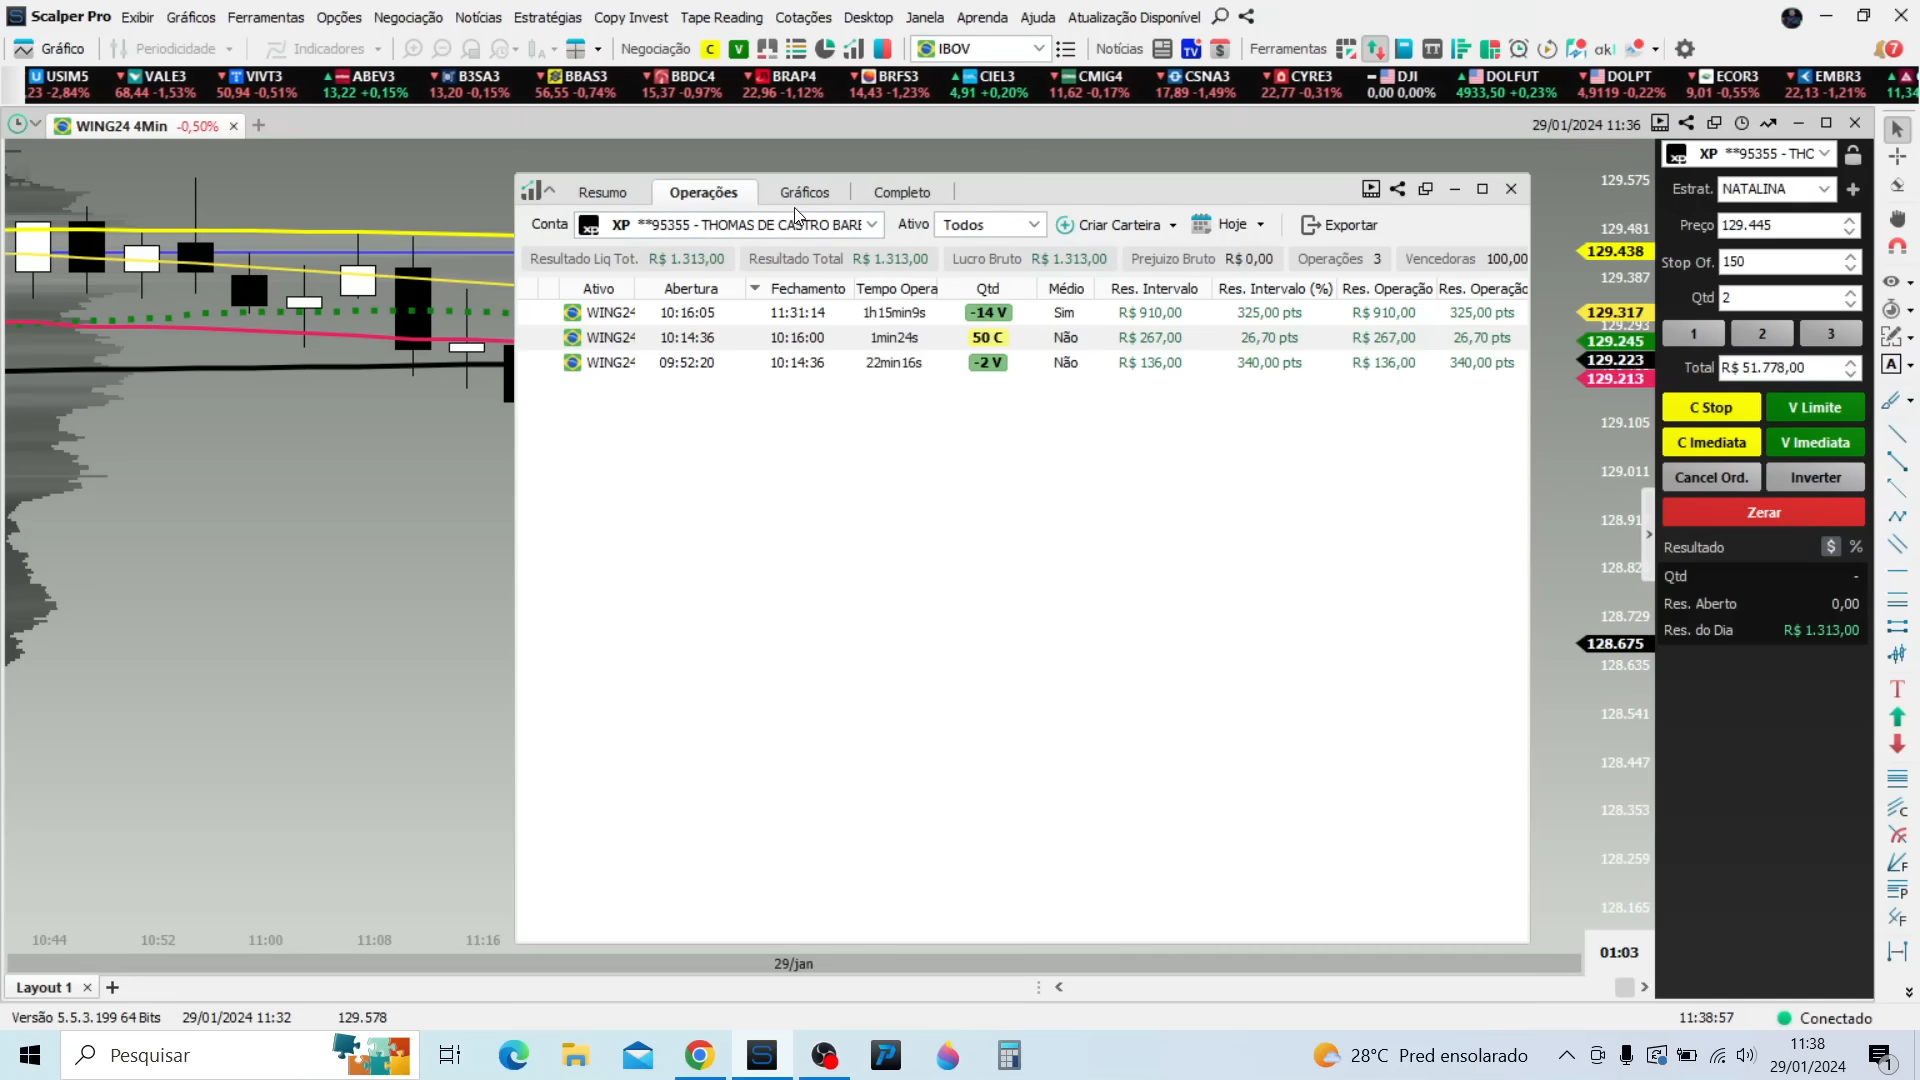 Scalper Pro Exibir Gráficos Ferramentas Opções Negociação Notícias Estratégias Copy Invest Tape Reading Cotações Desktop Janela Aprenda Ajuda Atualização Disponível
Gráfico Periodicidade Indicadores Negociação C V IBOV Notícias TV $ Ferramentas TT 7
USIM5 VALE3 VIVT3 ABEV3 B3SA3 BBAS3 BBDC4 BRAP4 BRFS3 CIEL3 CMIG4 CSNA3 CYRE3 DJI DOLFUT DOLPT ECOR3 EMBR3
23 -2,84% 68,44 -1,53% 50,94 -0,51% 13,22 +0,15% 13,20 -0,15% 56,55 -0,74% 15,37 -0,97% 22,96 -1,12% 14,43 -1,23% 4,91 +0,20% 11,62 -0,17% 17,89 -1,49% 22,77 -0,31% 0,00 0,00% 4933,50 +0,23% 4,9119 -0,22% 9,01 -0,55% 22,13 -1,21% 11,34
WING24 4Min -0,50%
29/01/2024 11:36
Resumo Operações Gráficos Completo
Conta XP **95355 - THOMAS DE CASTRO BARE Ativo Todos Criar Carteira Hoje Exportar
Resultado Liq Tot. R$ 1.313,00 Resultado Total R$ 1.313,00 Lucro Bruto R$ 1.313,00 Prejuizo Bruto R$ 0,00 Operações 3 Vencedoras 100,00
Ativo Abertura Fechamento Tempo Opera Qtd Médio Res. Intervalo Res. Intervalo (%) Res. Operação Res. Operação
WING24 10:16:05 11:31:14 1h15min9s -14 V Sim R$ 910,00 325,00 pts R$ 910,00 325,00 pts
WING24 10:14:36 10:16:00 1min24s 50 C Não R$ 267,00 26,70 pts R$ 267,00 26,70 pts
WING24 09:52:20 10:14:36 22min16s -2 V Não R$ 136,00 340,00 pts R$ 136,00 340,00 pts
129.575
129.481
129.438
129.387
129.317
129.293
129.245
129.223
129.213
129.105
129.011
128.91
128.82
128.729
128.675
128.635
128.541
128.447
128.353
128.259
128.165
01:03
XP **95355 - THO
Estrat. NATALINA
Preço 129.445
Stop Of. 150
Qtd 2
1 2 3
Total R$ 51.778,00
C Stop V Limite
C Imediata V Imediata
Cancel Ord. Inverter
Zerar
Resultado $ %
Qtd -
Res. Aberto 0,00
Res. do Dia R$ 1.313,00
10:44 10:52 11:00 11:08 11:16
29/jan
Layout 1
Versão 5.5.3.199 64 Bits 29/01/2024 11:32 129.578 11:38:57 Conectado
Pesquisar 28°C Pred ensolarado 11:38
29/01/2024
1